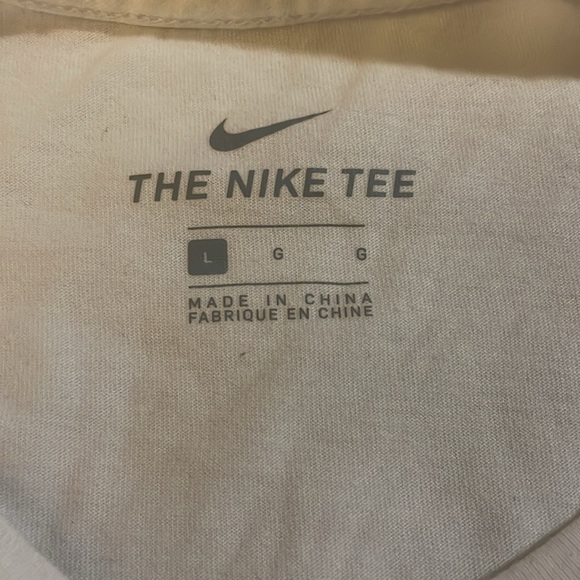 THE NIKE TEE
L G G
MADE IN CHINA
FABRIQUE EN CHINE